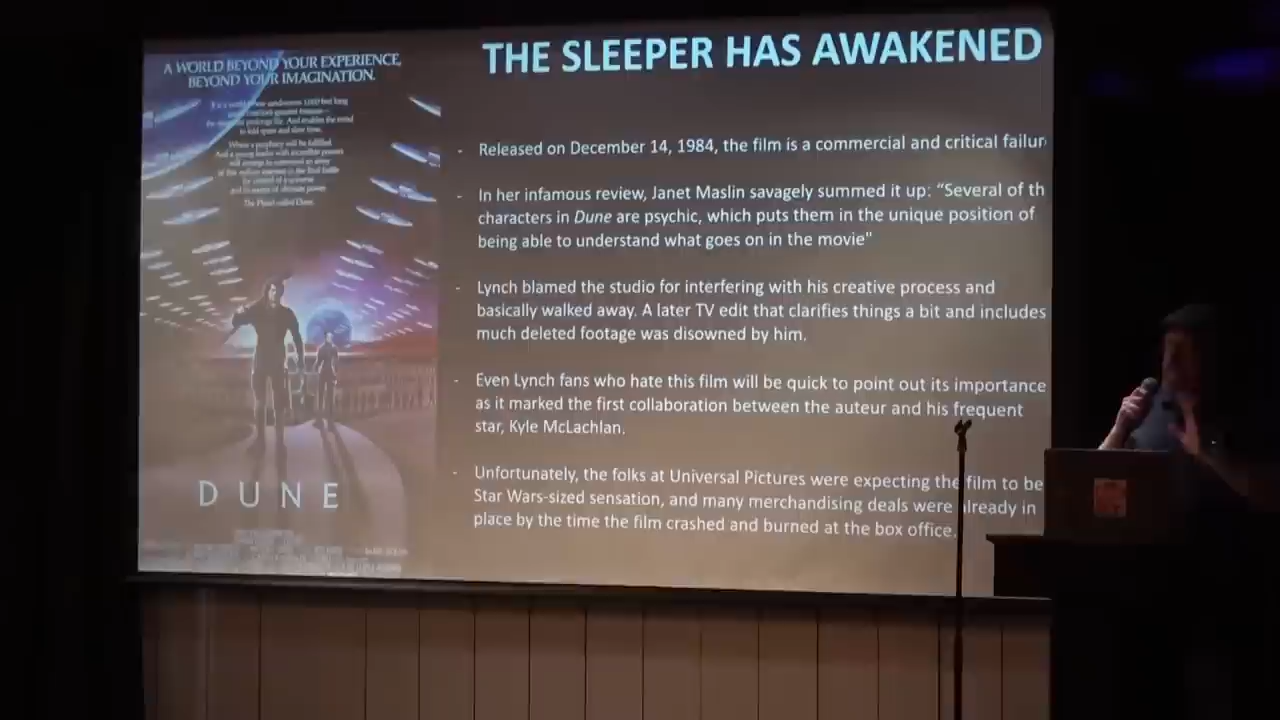 A WORLD BEYOND YOUR EXPERIENCE,
BEYOND YOUR IMAGINATION.
The Planet called Dune.
DUNE
THE SLEEPER HAS AWAKENED
- Released on December 14, 1984, the film is a commercial and critical failur
- In her infamous review, Janet Maslin savagely summed it up: “Several of th
characters in Dune are psychic, which puts them in the unique position of
being able to understand what goes on in the movie"
- Lynch blamed the studio for interfering with his creative process and
basically walked away. A later TV edit that clarifies things a bit and includes
much deleted footage was disowned by him.
- Even Lynch fans who hate this film will be quick to point out its importance
as it marked the first collaboration between the auteur and his frequent
star, Kyle McLachlan.
- Unfortunately, the folks at Universal Pictures were expecting the film to be
Star Wars-sized sensation, and many merchandising deals were already in
place by the time the film crashed and burned at the box office.